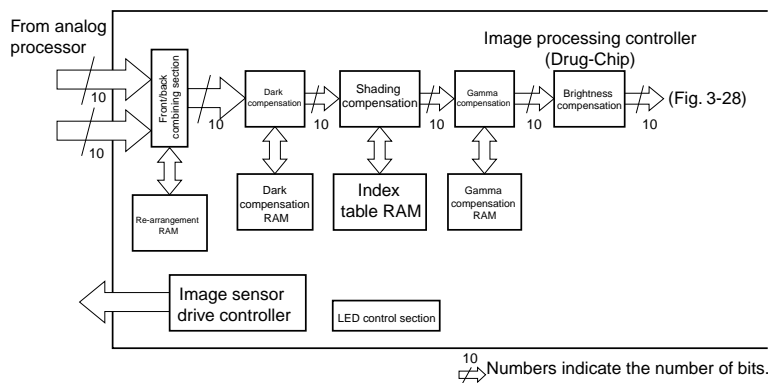 From analog
processor
Image processing controller
(Drug-Chip)
Front/back
combining section
Dark
compensation
Shading
compensation
Gamma
compensation
Brightness
compensation
(Fig. 3-28)
10
10
10
10
10
10
10
Re-arrangement
RAM
Dark
compensation
RAM
Index
table RAM
Gamma
compensation
RAM
Image sensor
drive controller
LED control section
10
Numbers indicate the number of bits.